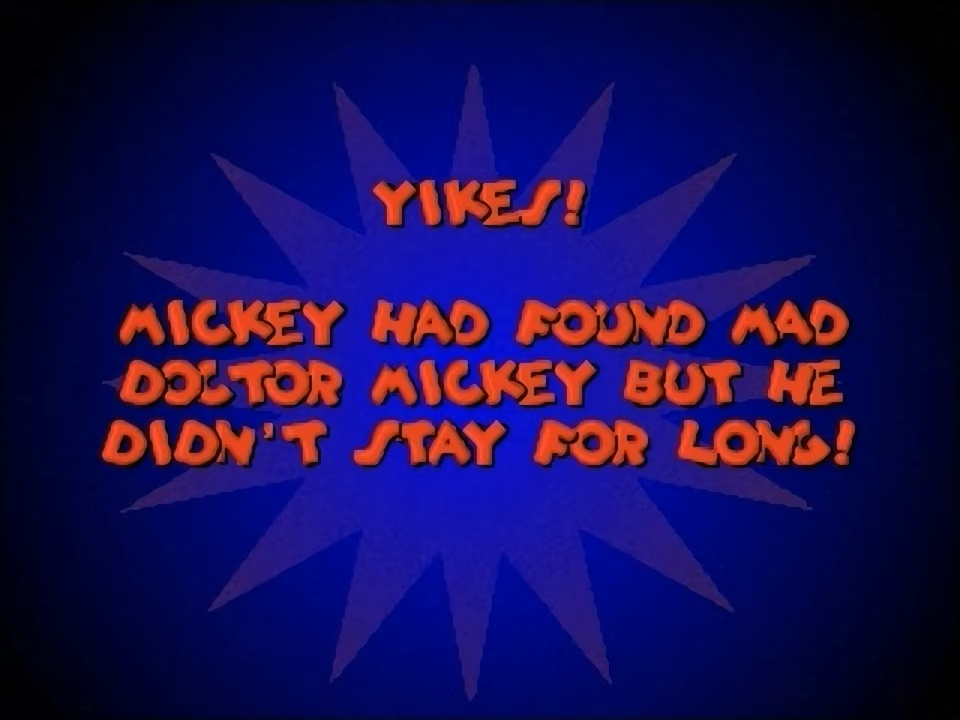 YIKES!
MICKEY HAD FOUND MAD
DOCTOR MICKEY BUT HE
DIDN'T STAY FOR LONG!